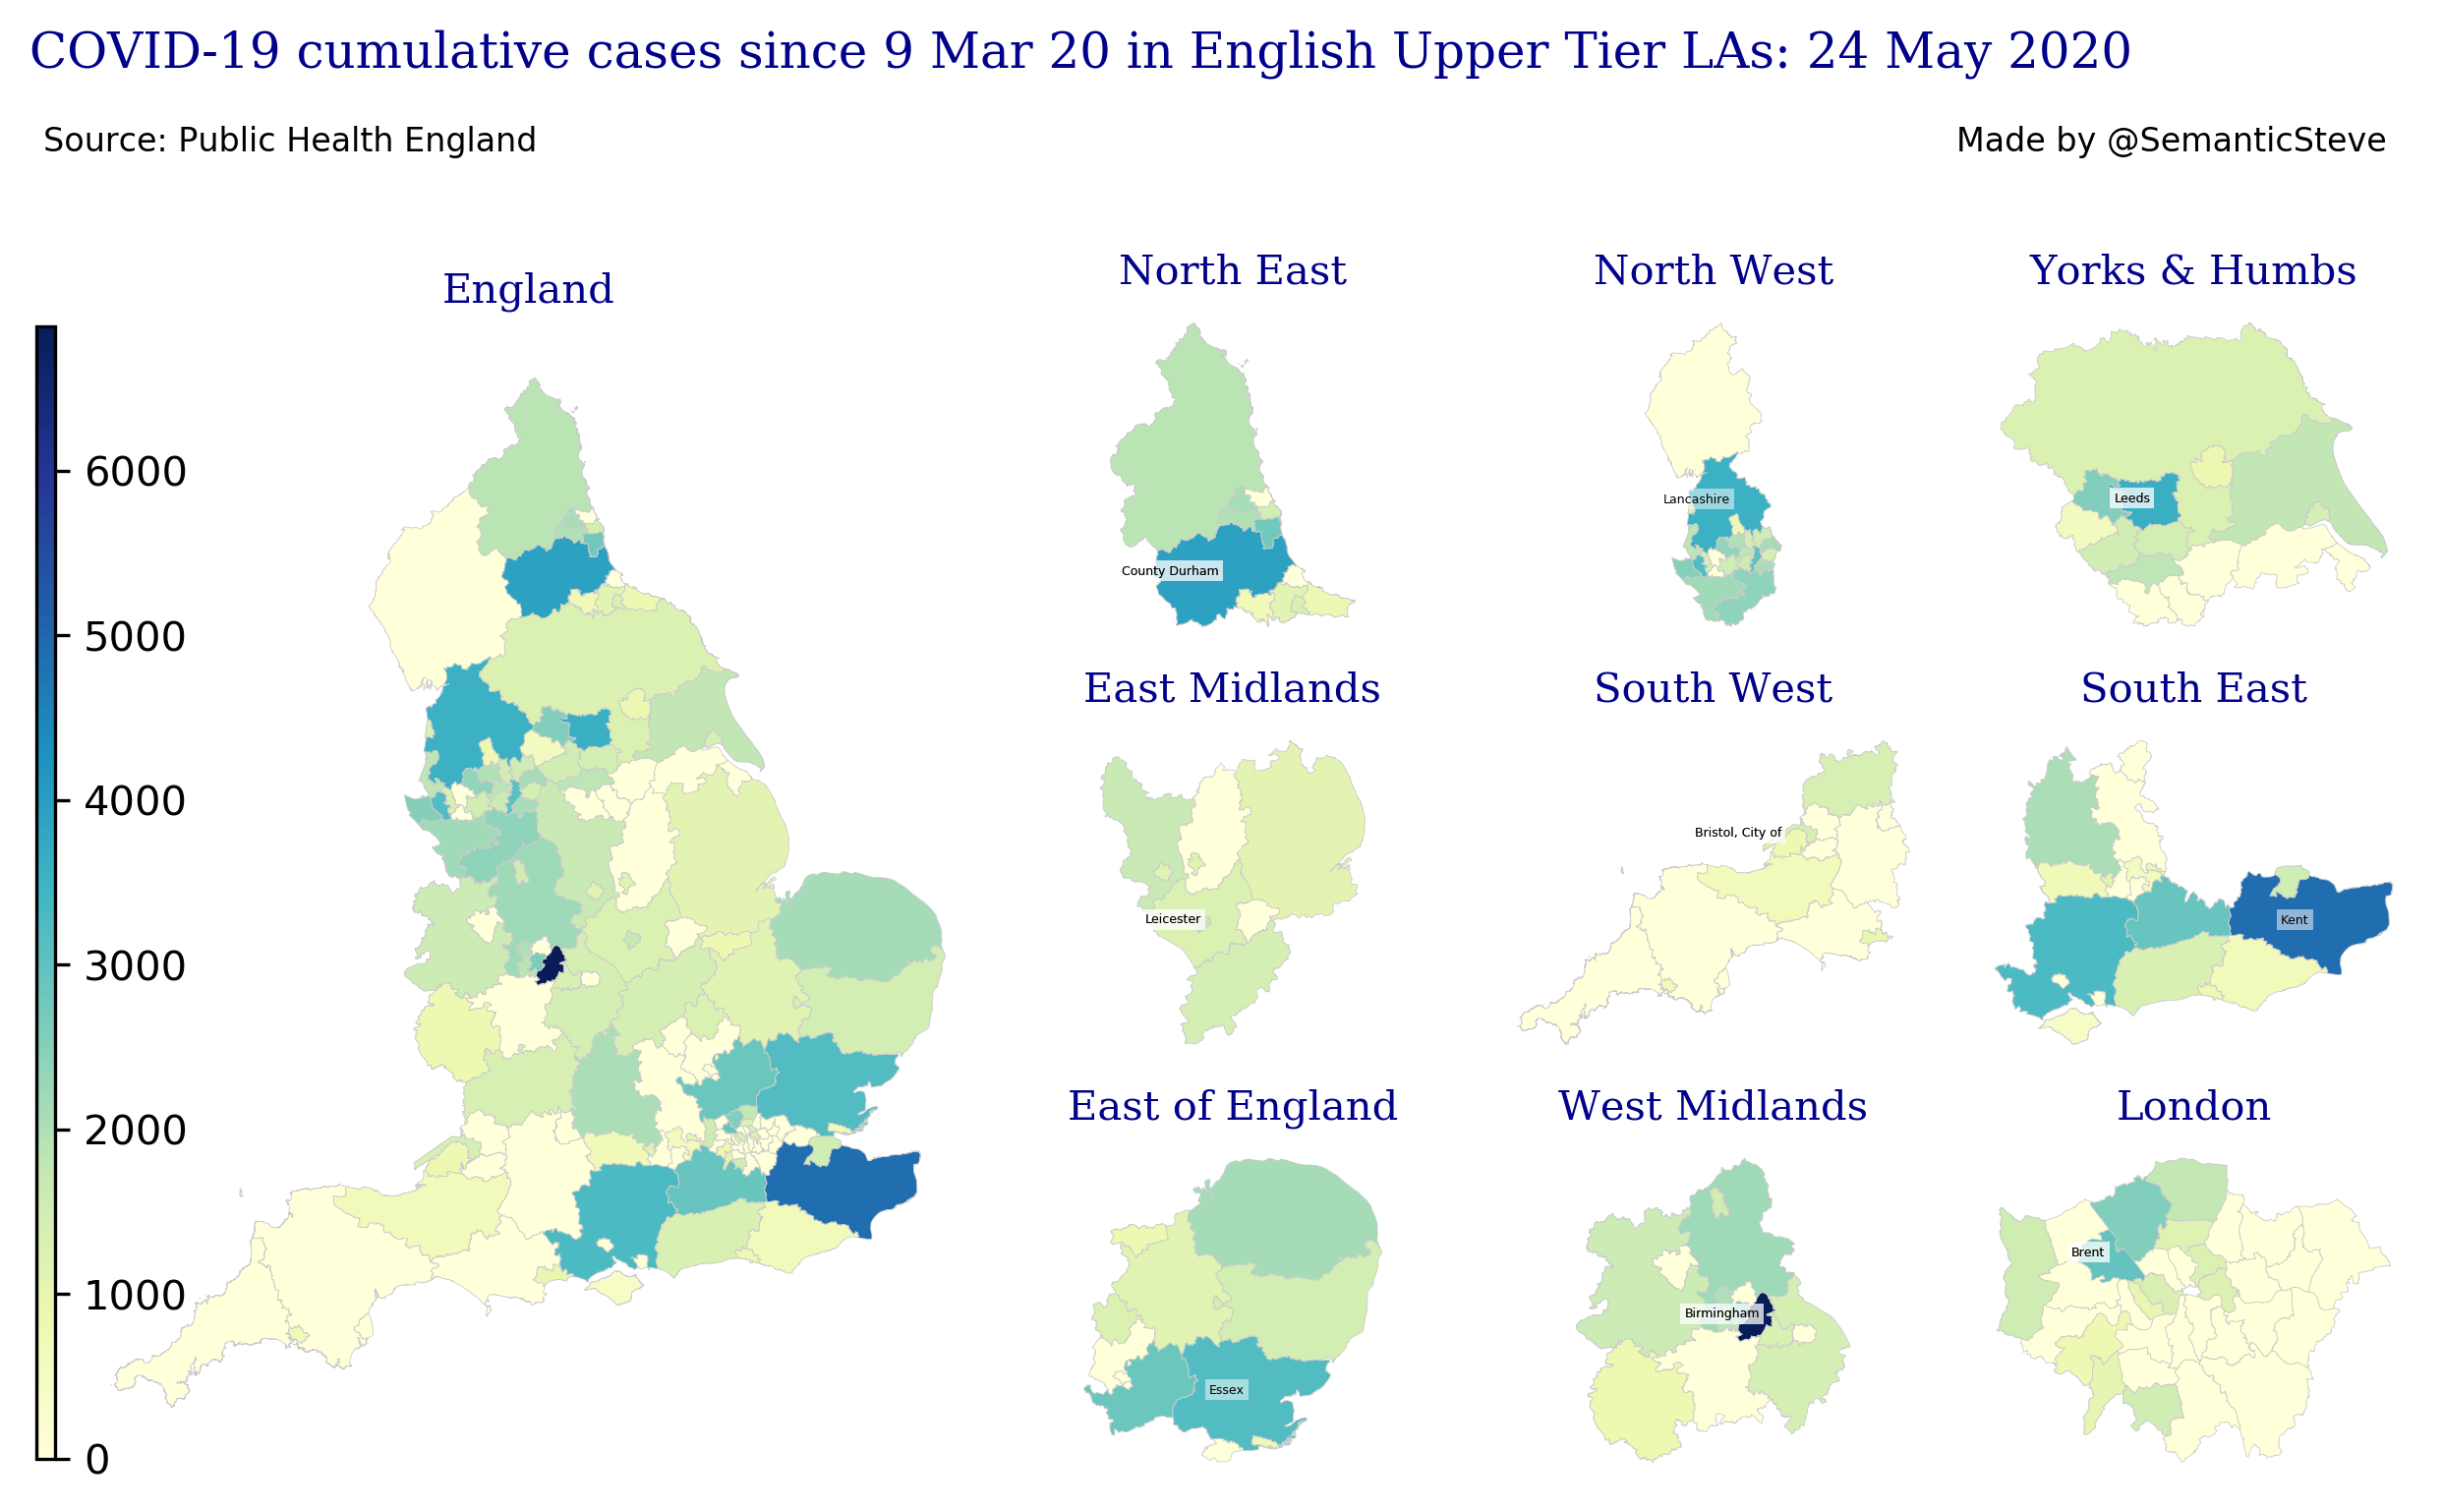 COVID-19 cumulative cases since 9 Mar 20 in English Upper Tier LAs: 24 May 2020
Source: Public Health England
Made by @SemanticSteve
England
6000
5000
4000
3000
2000
1000
0
North East
County Durham
North West
Lancashire
Yorks & Humbs
Leeds
East Midlands
Leicester
South West
Bristol, City of
South East
Kent
East of England
Essex
West Midlands
Birmingham
London
Brent